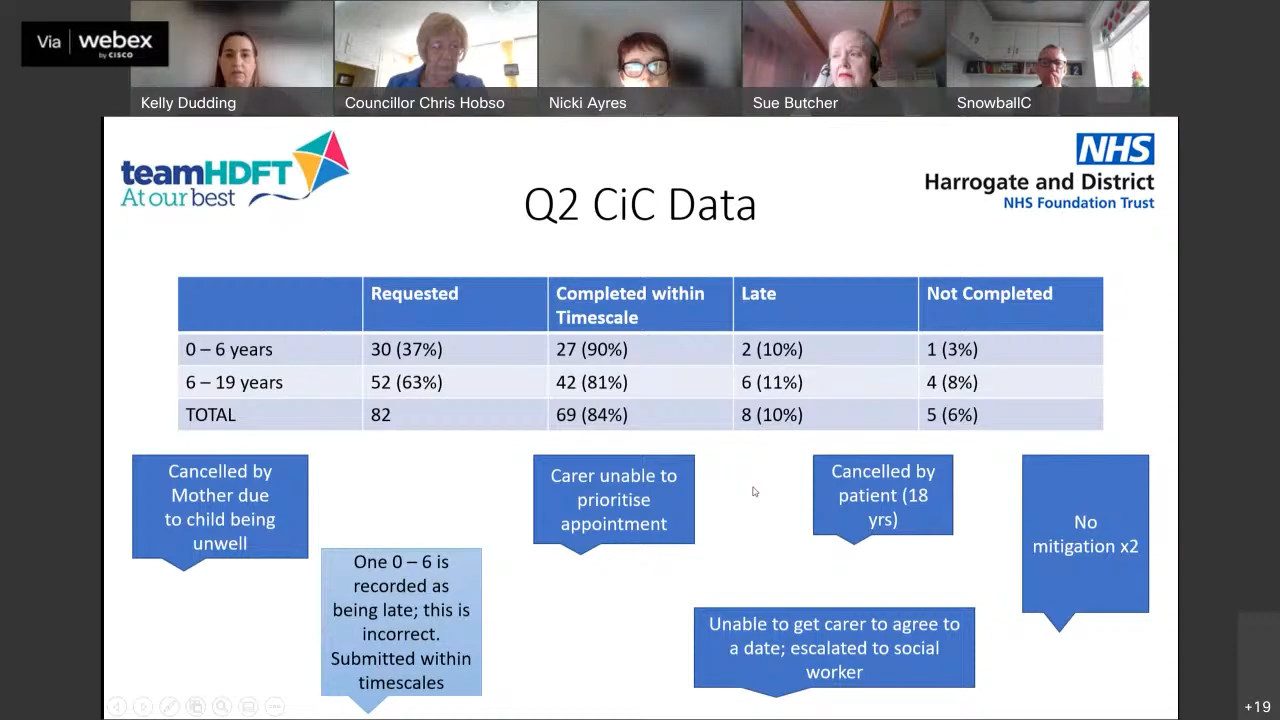 Via webex
by CISCO
Kelly Dudding
Councillor Chris Hobso
Nicki Ayres
Sue Butcher
SnowballC
teamHDFT
At our best
NHS
Harrogate and District
NHS Foundation Trust
Q2 CiC Data
Requested Completed within Timescale Late Not Completed
0 – 6 years 30 (37%) 27 (90%) 2 (10%) 1 (3%)
6 – 19 years 52 (63%) 42 (81%) 6 (11%) 4 (8%)
TOTAL 82 69 (84%) 8 (10%) 5 (6%)
Cancelled by
Mother due
to child being
unwell
One 0 – 6 is
recorded as
being late; this is
incorrect.
Submitted within
timescales
Carer unable to
prioritise
appointment
Unable to get carer to agree to
a date; escalated to social
worker
Cancelled by
patient (18
yrs)
No
mitigation x2
+19